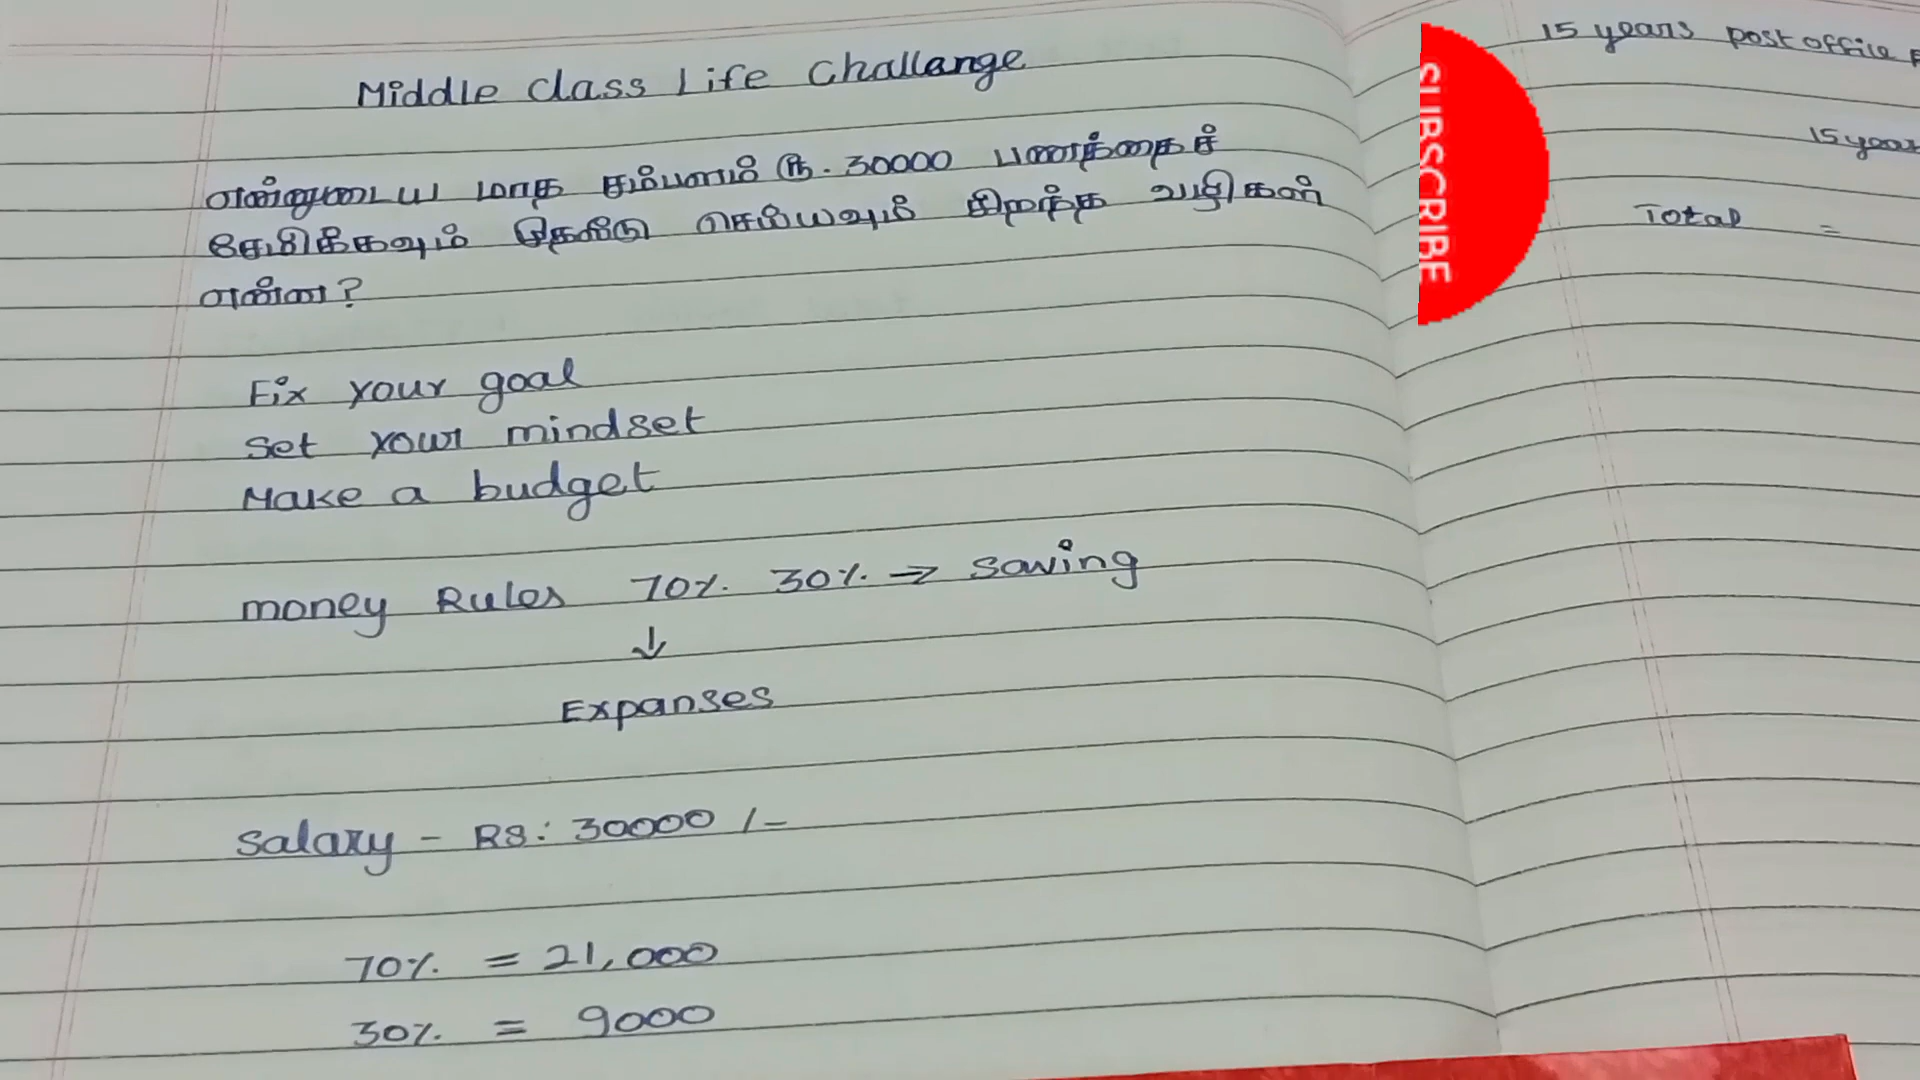 Middle Class Life Challange
என்னுடைய மாத சம்பளம் ரூ. 30000 பணத்தைச்
சேமிக்கவும் முதலீடு செய்யவும் சிறந்த வழிகள்
என்ன?
Fix your goal
Set your mindset
Make a budget
money Rules 70% 30% → Saving
↓
Expanses
Salary - RS: 30000 /-
70% = 21,000
30% = 9000
15 years post office
15 year
Total =
SUBSCRIBE